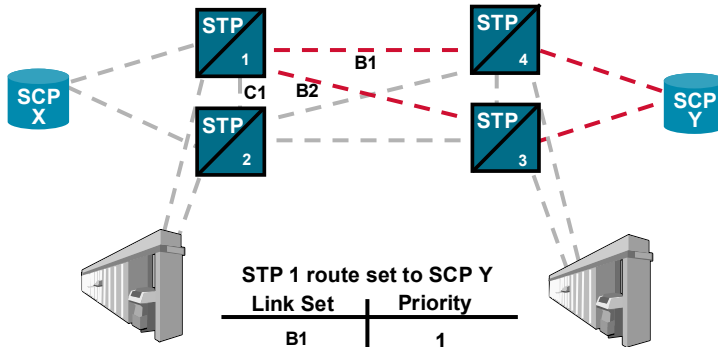 STP
1
STP
4
B1
C1
B2
SCP
X
SCP
Y
STP
2
STP
3
STP 1 route set to SCP Y
Link Set Priority
B1 1